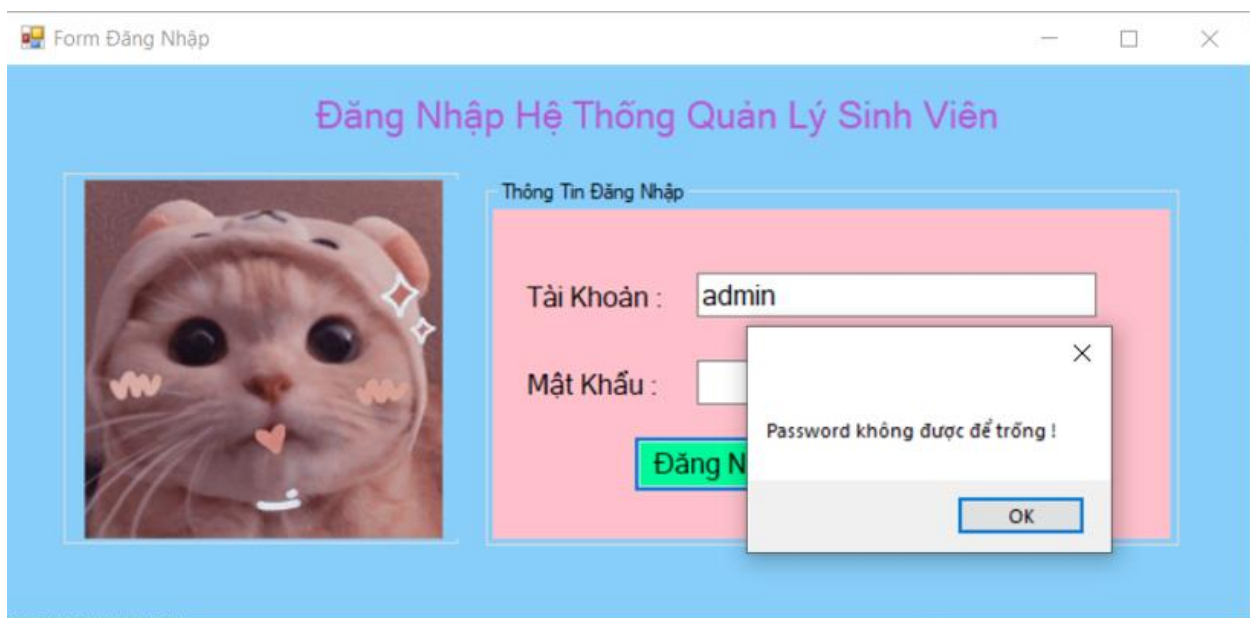 Form Đăng Nhập
Đăng Nhập Hệ Thống Quản Lý Sinh Viên
Thông Tin Đăng Nhập
Tài Khoản : admin
Mật Khẩu :
Password không được để trống !
Đăng N
OK